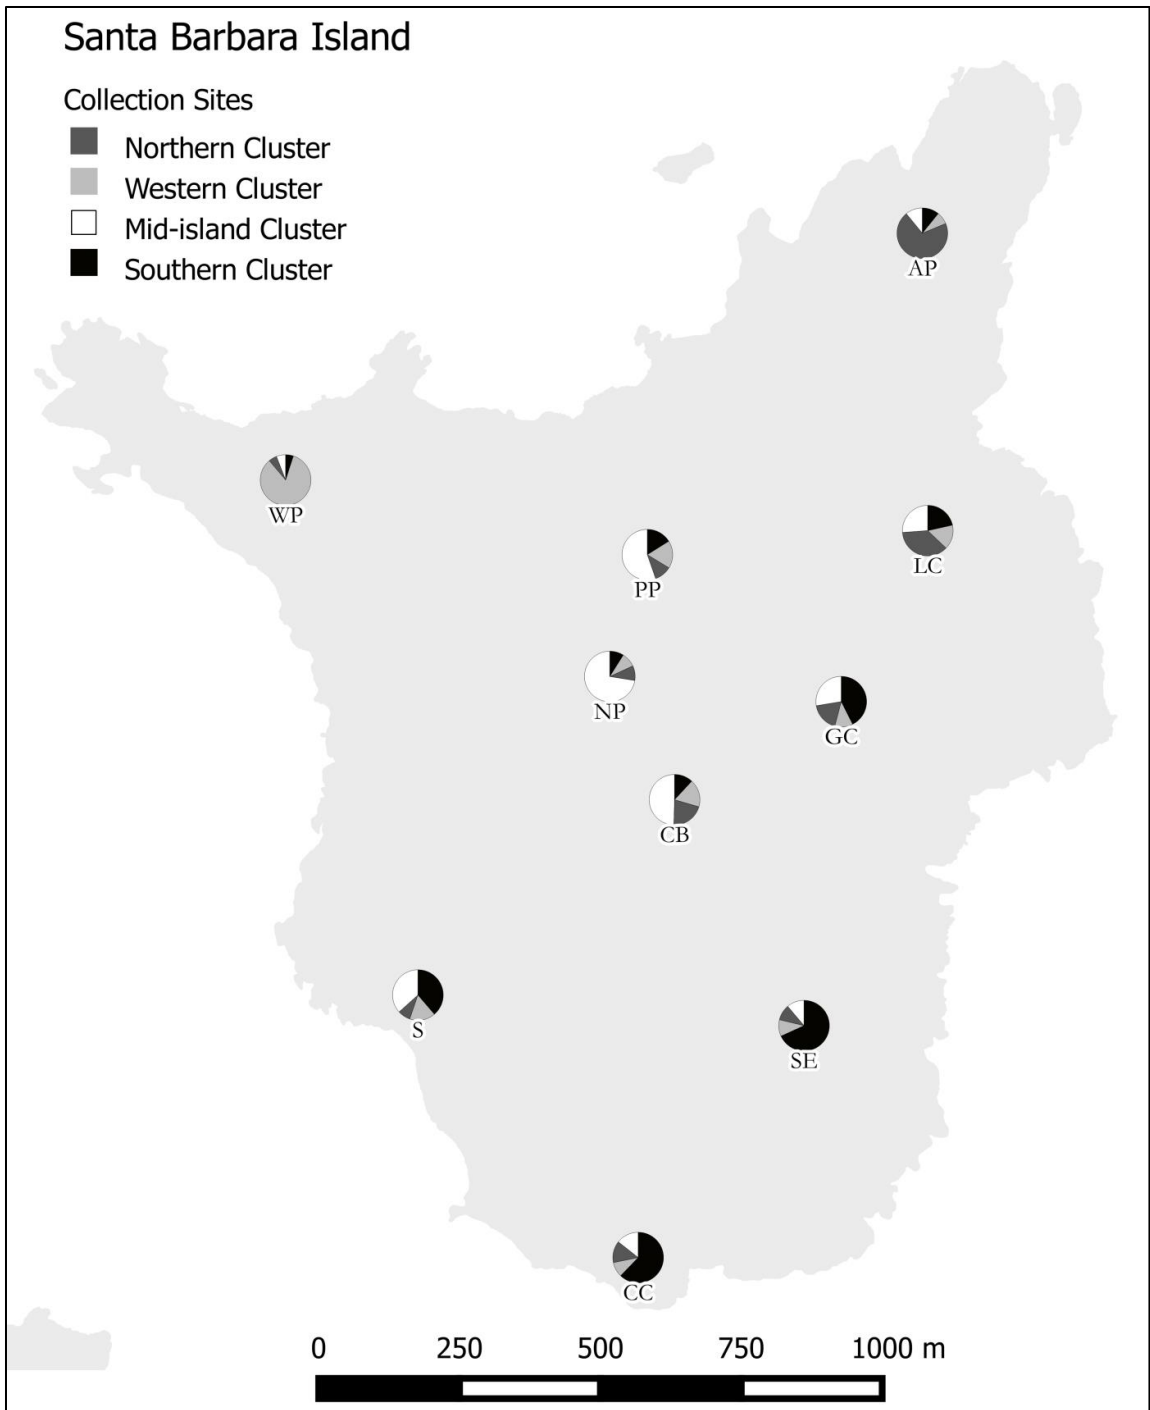 Santa Barbara Island
Collection Sites
Northern Cluster
Western Cluster
Mid-island Cluster
Southern Cluster
AP
WP
LC
PP
NP
GC
CB
S
SE
CC
0 250 500 750 1000 m